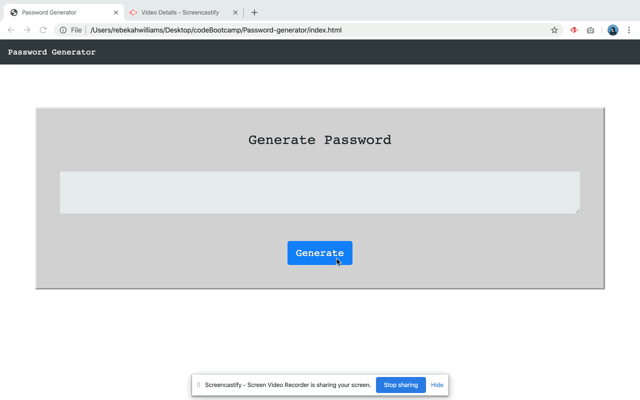 Password Generator
Video Details - Screencastify
File
/Users/rebekahwilliams/Desktop/codeBootcamp/Password-generator/index.html
Password Generator
Generate Password
Generate
Screencastify - Screen Video Recorder is sharing your screen.
Stop sharing
Hide